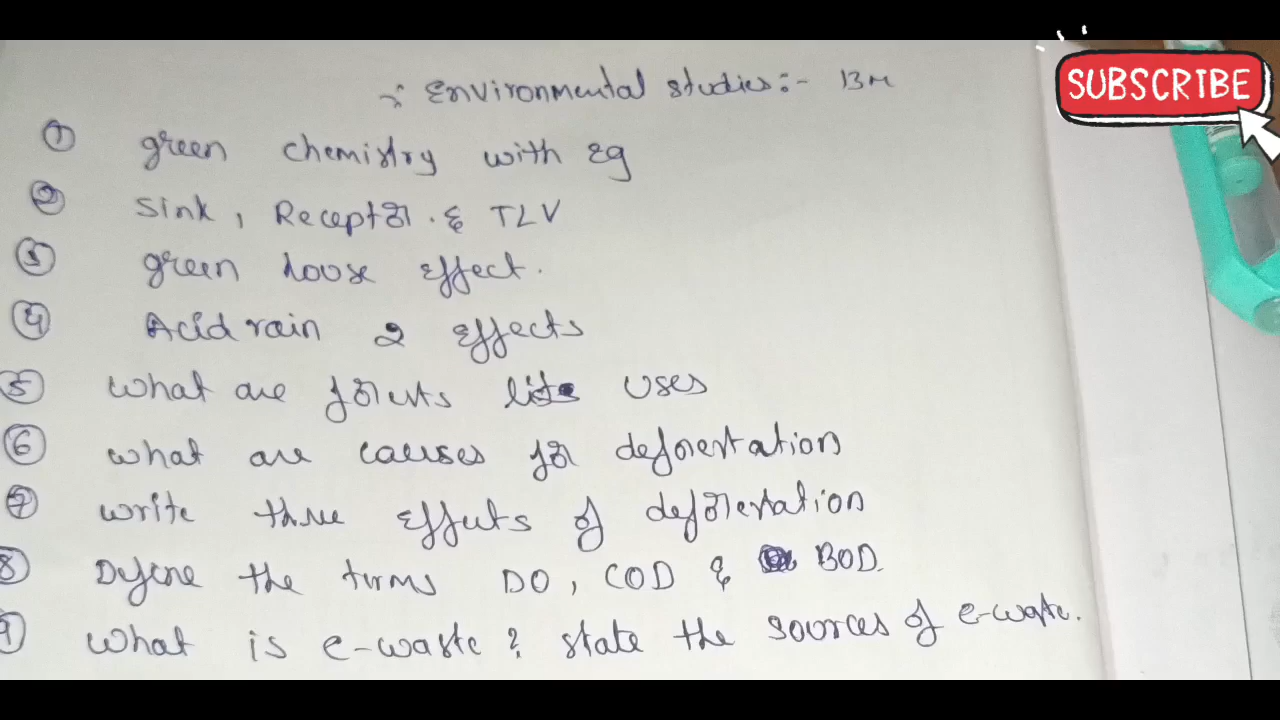 Environmental studies:- 13M
SUBSCRIBE
① green chemistry with eg
② Sink, Receptor & TLV
③ green house effect.
④ Acid rain 2 effects
⑤ What are forests uses
⑥ What are causes for deforestation
⑦ write three effects of deforestation
⑧ Define the terms DO, COD & BOD.
⑨ What is e-waste? state the sources of e-waste.